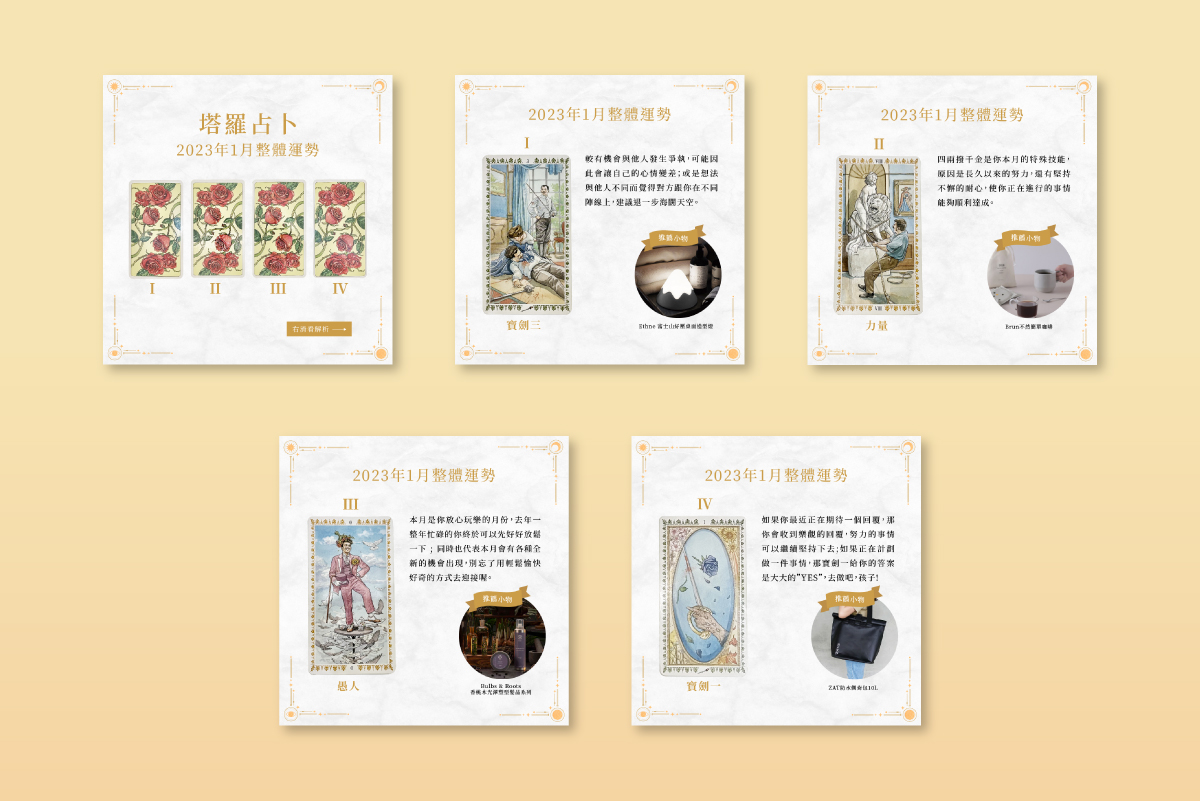 塔羅占卜
2023年1月整體運勢
I
II
III
IV
右滑看解析
2023年1月整體運勢
I
較有機會與他人發生爭執，可能因
此會讓自己的心情變差；或是想法
與他人不同而覺得對方跟你在不同
陣線上，建議退一步海闊天空。
推薦小物
寶劍三
Ethne 富士山好壓桌面造型燈
2023年1月整體運勢
II
VIII
四兩撥千金是你本月的特殊技能，
原因是長久以來的努力，還有堅持
不懈的耐心，使你正在進行的事情
能夠順利達成。
推薦小物
VIII
力量
Brun不然簡單咖啡
2023年1月整體運勢
III
本月是你放心玩樂的月份，去年一
整年忙碌的你終於可以先好好放鬆
一下；同時也代表本月會有各種全
新的機會出現，別忘了用輕鬆愉快
好奇的方式去迎接喔。
推薦小物
愚人
Bulbs & Roots
香氛木光澤塑型髮品系列
2023年1月整體運勢
IV
如果你最近正在期待一個回覆，那
你會收到樂觀的回覆，努力的事情
可以繼續堅持下去；如果正在計劃
做一件事情，那寶劍一給你的答案
是大大的"YES"，去做吧，孩子！
推薦小物
寶劍一
ZAT防水側背包10L